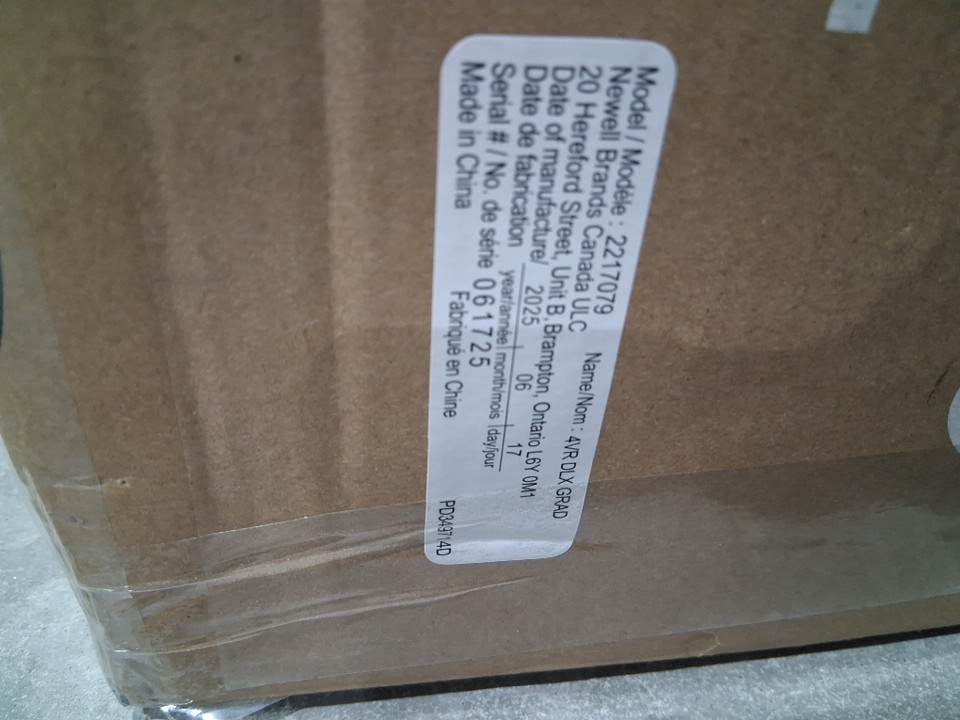 Model / Modèle : 2217079 Name/Nom : 4VR DLX GRAD
Newell Brands Canada ULC
20 Hereford Street, Unit B, Brampton, Ontario L6Y 0M1
Date of manufacture/ 2025 06 17
Date de fabrication year/année month/mois day/jour
Serial # / No. de série 061725
Made in China Fabriqué en Chine PD349714D